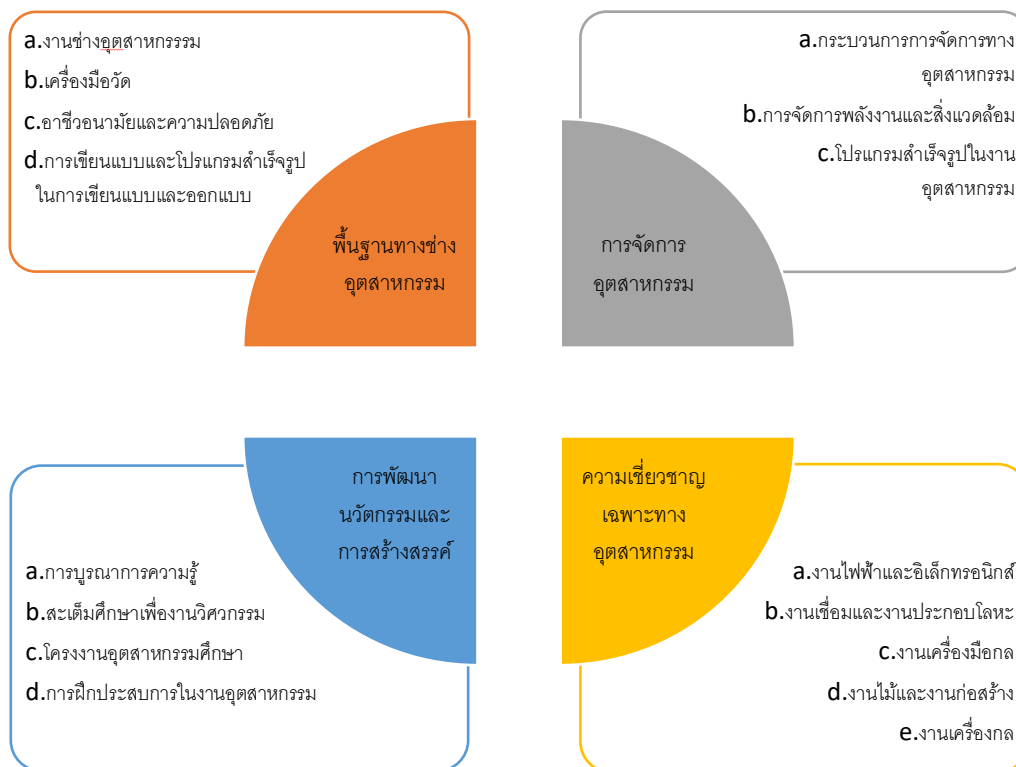 a.งานช่างอุตสาหกรรรม
b.เครื่องมือวัด
c.อาชีวอนามัยและความปลอดภัย
d.การเขียนแบบและโปรแกรมสำเร็จรูป
ในการเขียนแบบและออกแบบ
พื้นฐานทางช่าง
อุตสาหกรรม
a.กระบวนการการจัดการทาง
อุตสาหกรรม
b.การจัดการพลังงานและสิ่งแวดล้อม
c.โปรแกรมสำเร็จรูปในงาน
อุตสาหกรรม
การจัดการ
อุตสาหกรรม
การพัฒนา
นวัตกรรมและ
การสร้างสรรค์
a.การบูรณาการความรู้
b.สะเต็มศึกษาเพื่องานวิศวกรรม
c.โครงงานอุตสาหกรรมศึกษา
d.การฝึกประสบการในงานอุตสาหกรรม
ความเชี่ยวชาญ
เฉพาะทาง
อุตสาหกรรม
a.งานไฟฟ้าและอิเล็กทรอนิกส์
b.งานเชื่อมและงานประกอบโลหะ
c.งานเครื่องมือกล
d.งานไม้และงานก่อสร้าง
e.งานเครื่องกล